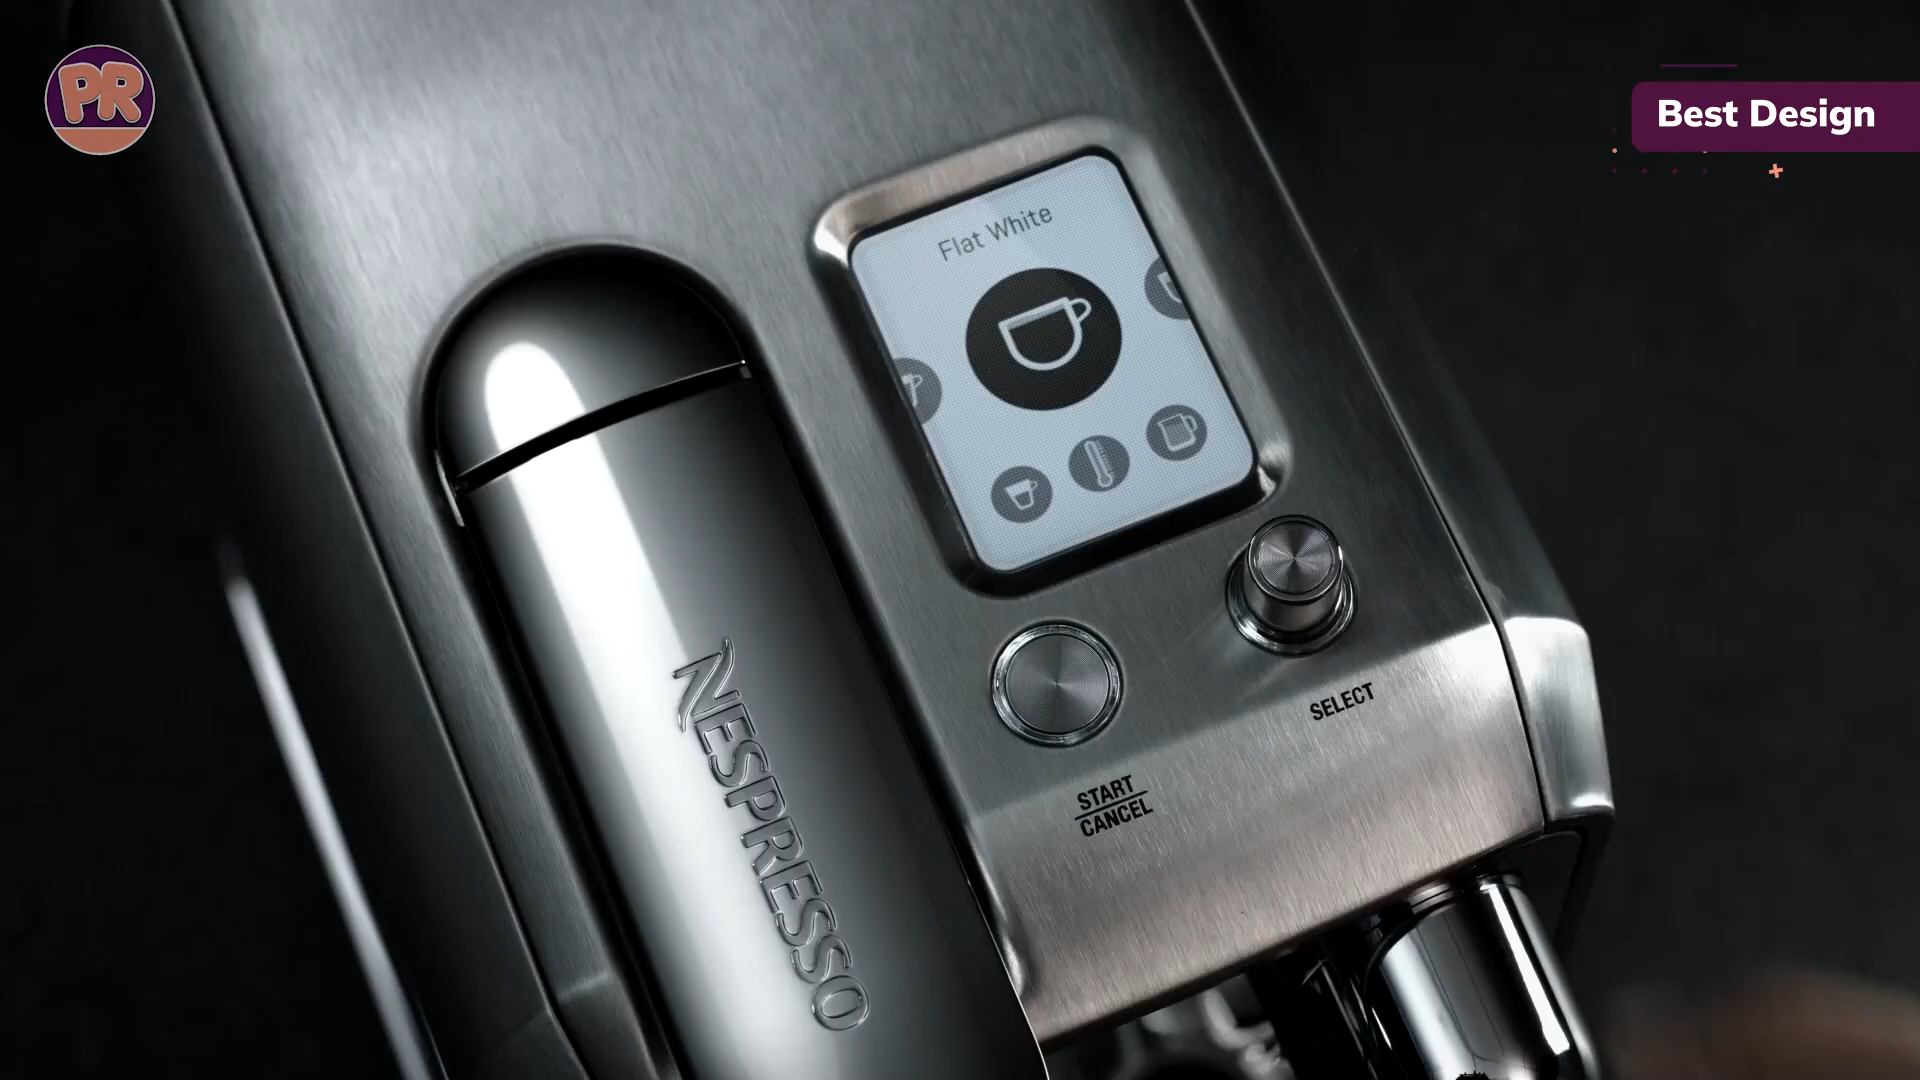 PR
Best Design
Flat White
SELECT
START
CANCEL
NESPRESSO